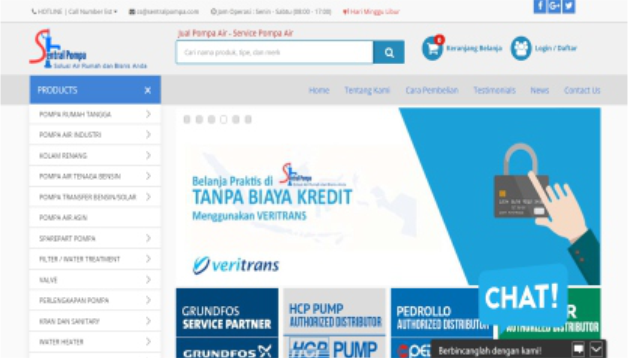 HOTLINE | Call Number list
cs@sentralpompa.com
Jam Operasi : Senin - Sabtu (08:00 - 17:00)
Hari Minggu Libur
Sentral Pompa
Solusi Air Rumah dan Bisnis Anda
Jual Pompa Air - Service Pompa Air
Cari nama produk, tipe, dan merk
0
Keranjang Belanja
Login / Daftar
PRODUCTS X
Home Tentang Kami Cara Pembelian Testimonials News Contact Us
POMPA RUMAH TANGGA
POMPA AIR INDUSTRI
KOLAM RENANG
POMPA AIR TENAGA BENSIN
POMPA TRANSFER BENSIN/SOLAR
POMPA AIR ASIN
SPAREPART POMPA
FILTER / WATER TREATMENT
VALVE
PERLENGKAPAN POMPA
KRAN DAN SANITARY
WATER HEATER
Belanja Praktis di Sentral Pompa
TANPA BIAYA KREDIT
Menggunakan VERITRANS
veritrans
GRUNDFOS
SERVICE PARTNER
GRUNDFOS X
HCP PUMP
AUTHORIZED DISTRIBUTOR
HCP PUMP
PEDROLLO
AUTHORIZED DISTRIBUTOR
CHAT!
AUTHORIZED DISTRIBUTOR
Berbincanglah dengan kami!